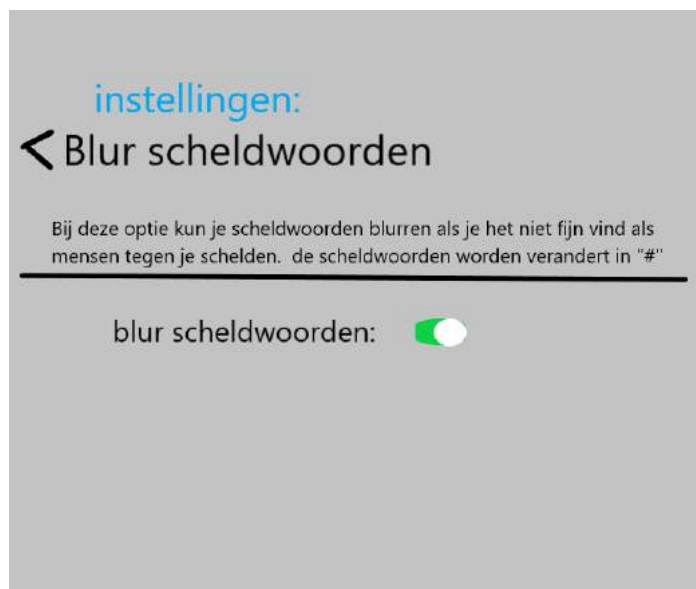 instellingen:
Blur scheldwoorden
Bij deze optie kun je scheldwoorden blurren als je het niet fijn vind als
mensen tegen je schelden.  de scheldwoorden worden verandert in "#"
blur scheldwoorden: